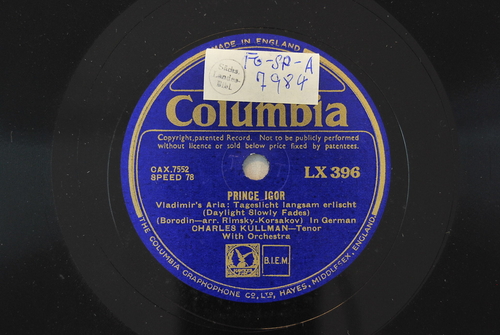 MADE IN ENGLAND
FG-SR-A
7984
Columbia
Copyright, patented Record. Not to be publicly performed
without licence or sold below price fixed by patentees.
CAX.7552
SPEED 78
LX 396
PRINCE IGOR
Vladimir's Aria: Tageslicht langsam erlischt
(Daylight Slowly Fades)
(Borodin—arr. Rimsky-Korsakov) In German
CHARLES KULLMAN—Tenor
With Orchestra
B.I.E.M.
THE COLUMBIA GRAPHOPHONE CO., LTD., HAYES, MIDDLESEX, ENGLAND.